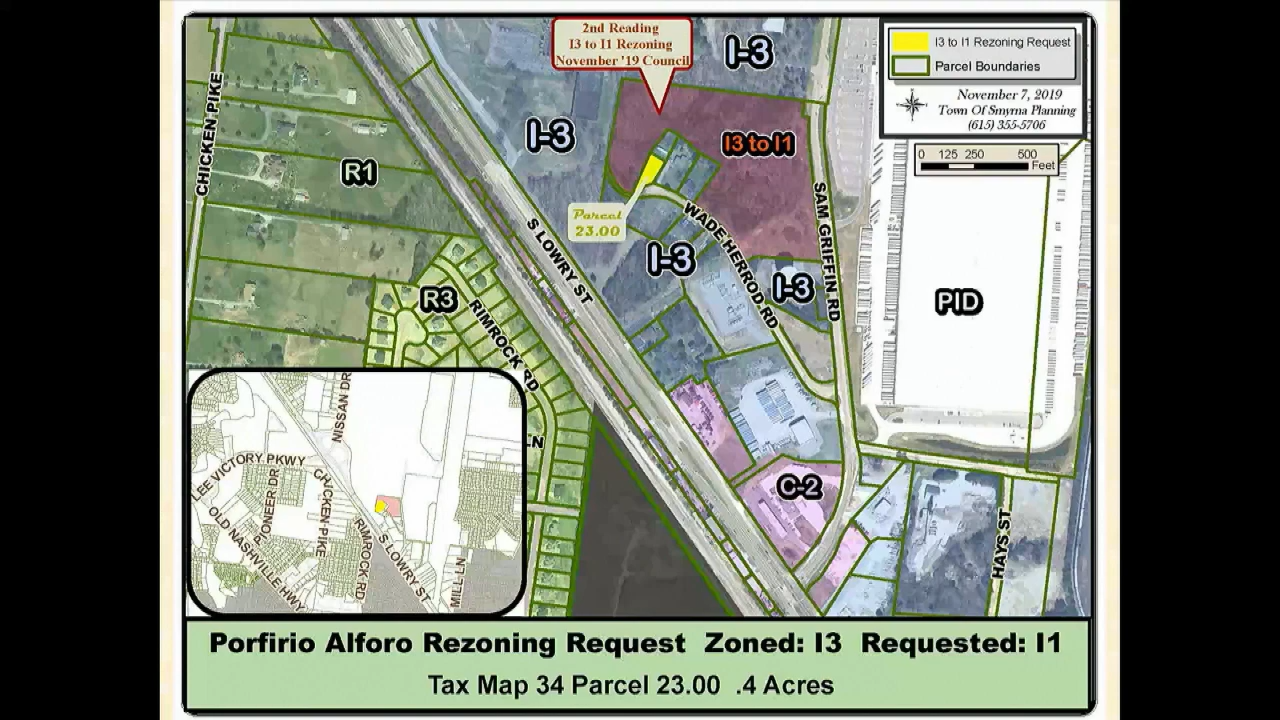 2nd Reading
I3 to I1 Rezoning
November '19 Council
I-3
I3 to I1 Rezoning Request
Parcel Boundaries
November 7, 2019
Town Of Smyrna Planning
(615) 355-5706
0 125 250 500
Feet
CHICKEN PIKE
R1
I-3
I3 to I1
Parcel
23.00
S LOWRY ST
WADE HERROD RD
SAM GRIFFIN RD
I-3
I-3
PID
R3
RIMROCK RD
LN
C-2
HAYS ST
NISSAN DR
LEE VICTORY PKWY
PIONEER DR
CHICKEN-PIKE
OLD NASHVILLE HWY
RIMROCK RD
S LOWRY ST
MILL LN
Porfirio Alforo Rezoning Request Zoned: I3 Requested: I1
Tax Map 34 Parcel 23.00 .4 Acres